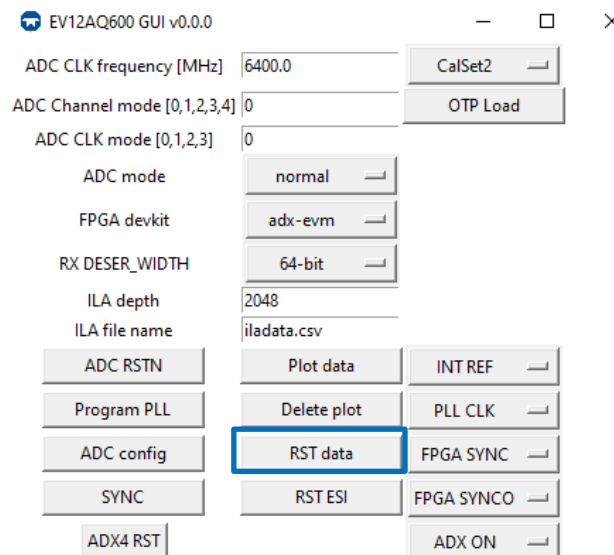 EV12AQ600 GUI v0.0.0
ADC CLK frequency [MHz] 6400.0 CalSet2
ADC Channel mode [0,1,2,3,4] 0 OTP Load
ADC CLK mode [0,1,2,3] 0
ADC mode normal
FPGA devkit adx-evm
RX DESER_WIDTH 64-bit
ILA depth 2048
ILA file name iladata.csv
ADC RSTN Plot data INT REF
Program PLL Delete plot PLL CLK
ADC config RST data FPGA SYNC
SYNC RST ESI FPGA SYNCO
ADX4 RST ADX ON